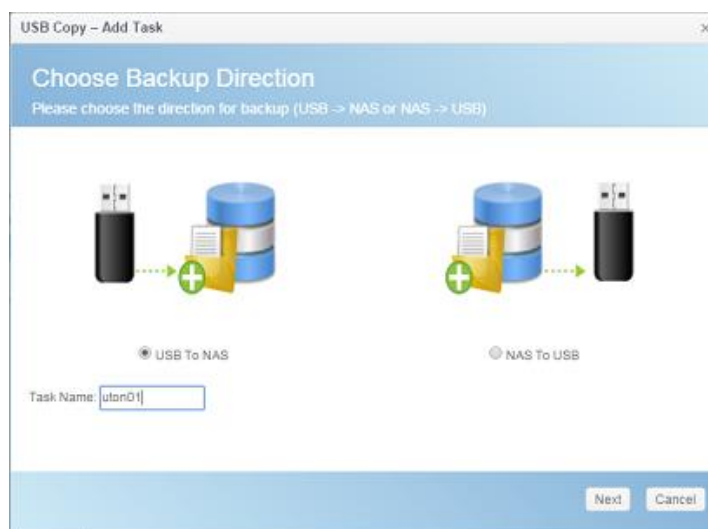 USB Copy – Add Task
Choose Backup Direction
Please choose the direction for backup (USB -> NAS or NAS -> USB)
USB To NAS
NAS To USB
Task Name: uton01
Next
Cancel